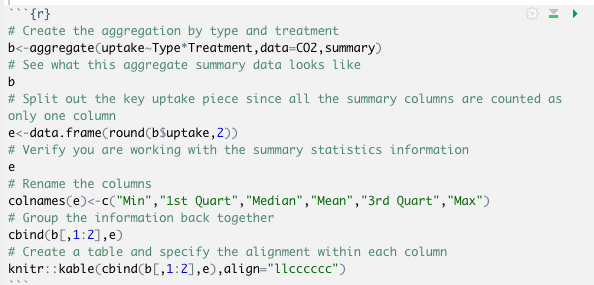 ```{r}
# Create the aggregation by type and treatment
b<-aggregate(uptake~Type*Treatment,data=CO2,summary)
# See what this aggregate summary data looks like
b
# Split out the key uptake piece since all the summary columns are counted as
only one column
e<-data.frame(round(b$uptake,2))
# Verify you are working with the summary statistics information
e
# Rename the columns
colnames(e)<-c("Min","1st Quart","Median","Mean","3rd Quart","Max")
# Group the information back together
cbind(b[,1:2],e)
# Create a table and specify the alignment within each column
knitr::kable(cbind(b[,1:2],e),align="llcccccc")
```